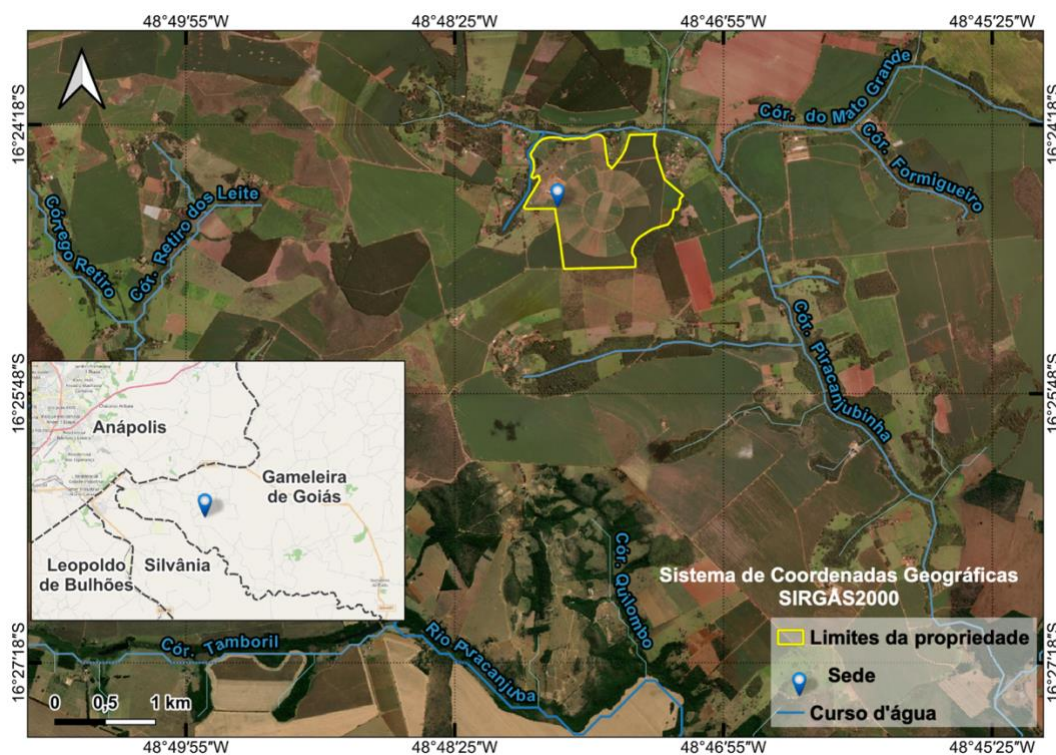 48°49'55"W
48°48'25"W
48°46'55"W
48°45'25"W
16°24'18"S
16°24'18"S
Cór. do Mato Grande
Cór. Formigueiro
Córrego Retiro
Cór. Retiro dos Leite
Cór. Piracanjubinha
16°25'48"S
16°25'48"S
Anápolis
Gameleira
de Goiás
Leopoldo
de Bulhões
Silvânia
Cór. Quilombo
Cór. Tamboril
Rio Piracanjuba
Sistema de Coordenadas Geográficas
SIRGAS2000
Limites da propriedade
Sede
Curso d'água
16°27'18"S
16°27'18"S
0 0,5 1 km
48°49'55"W
48°48'25"W
48°46'55"W
48°45'25"W